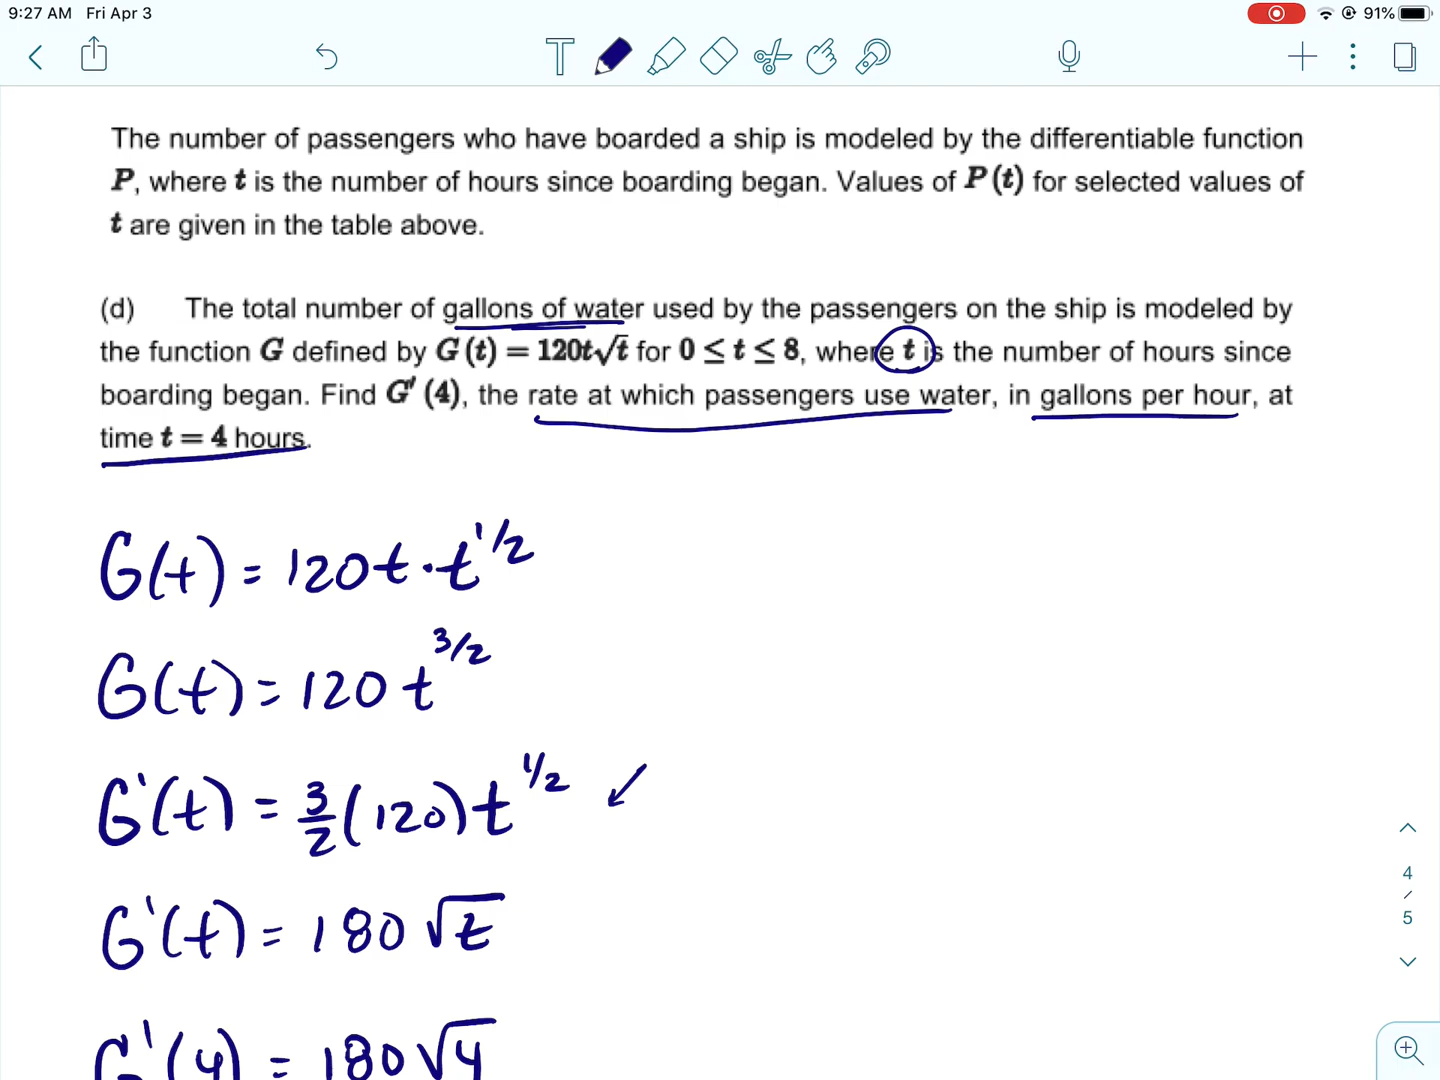 9:27 AM Fri Apr 3 91%
T
The number of passengers who have boarded a ship is modeled by the differentiable function
P, where t is the number of hours since boarding began. Values of P(t) for selected values of
t are given in the table above.
(d) The total number of gallons of water used by the passengers on the ship is modeled by
the function G defined by G(t) = 120t√t for 0 ≤ t ≤ 8, where t is the number of hours since
boarding began. Find G′(4), the rate at which passengers use water, in gallons per hour, at
time t = 4 hours.
G(t) = 120t · t^1/2
G(t) = 120 t^3/2
G'(t) = 3/2 (120) t^1/2
G'(t) = 180 √t
G'(4) = 180 √4
4
/
5